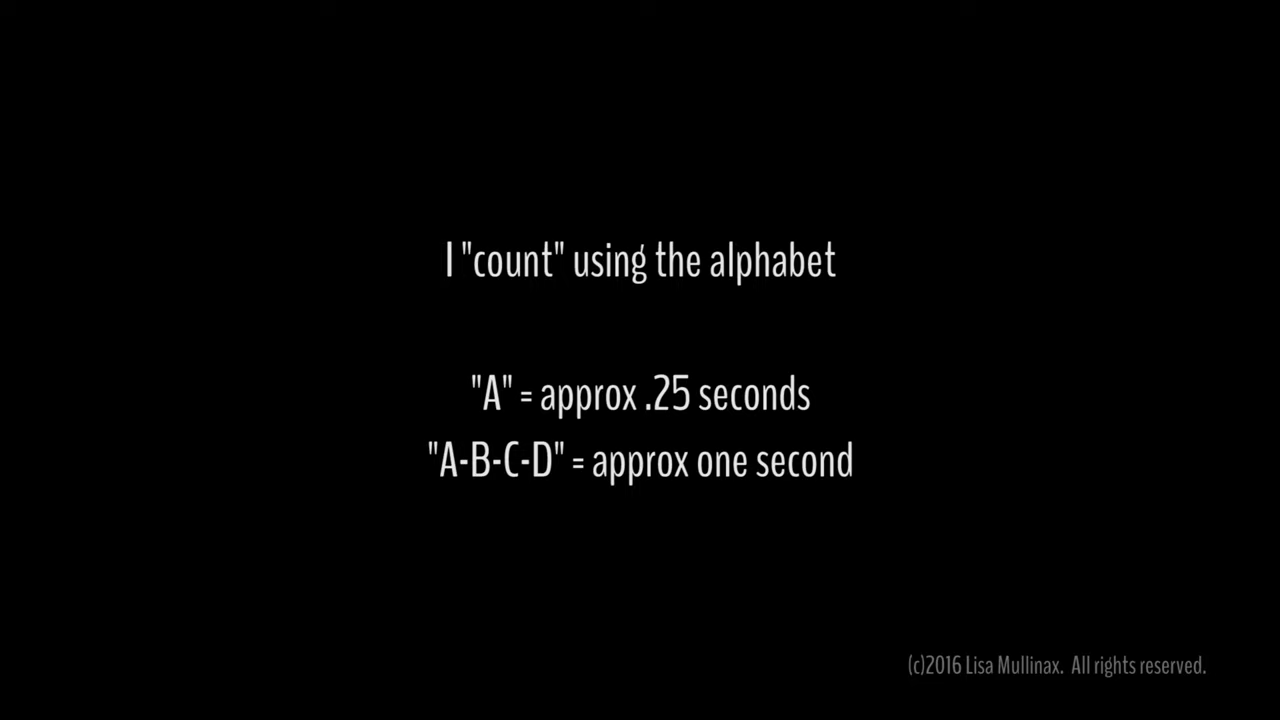 I "count" using the alphabet
"A" = approx .25 seconds
"A-B-C-D" = approx one second
(c)2016 Lisa Mullinax.  All rights reserved.